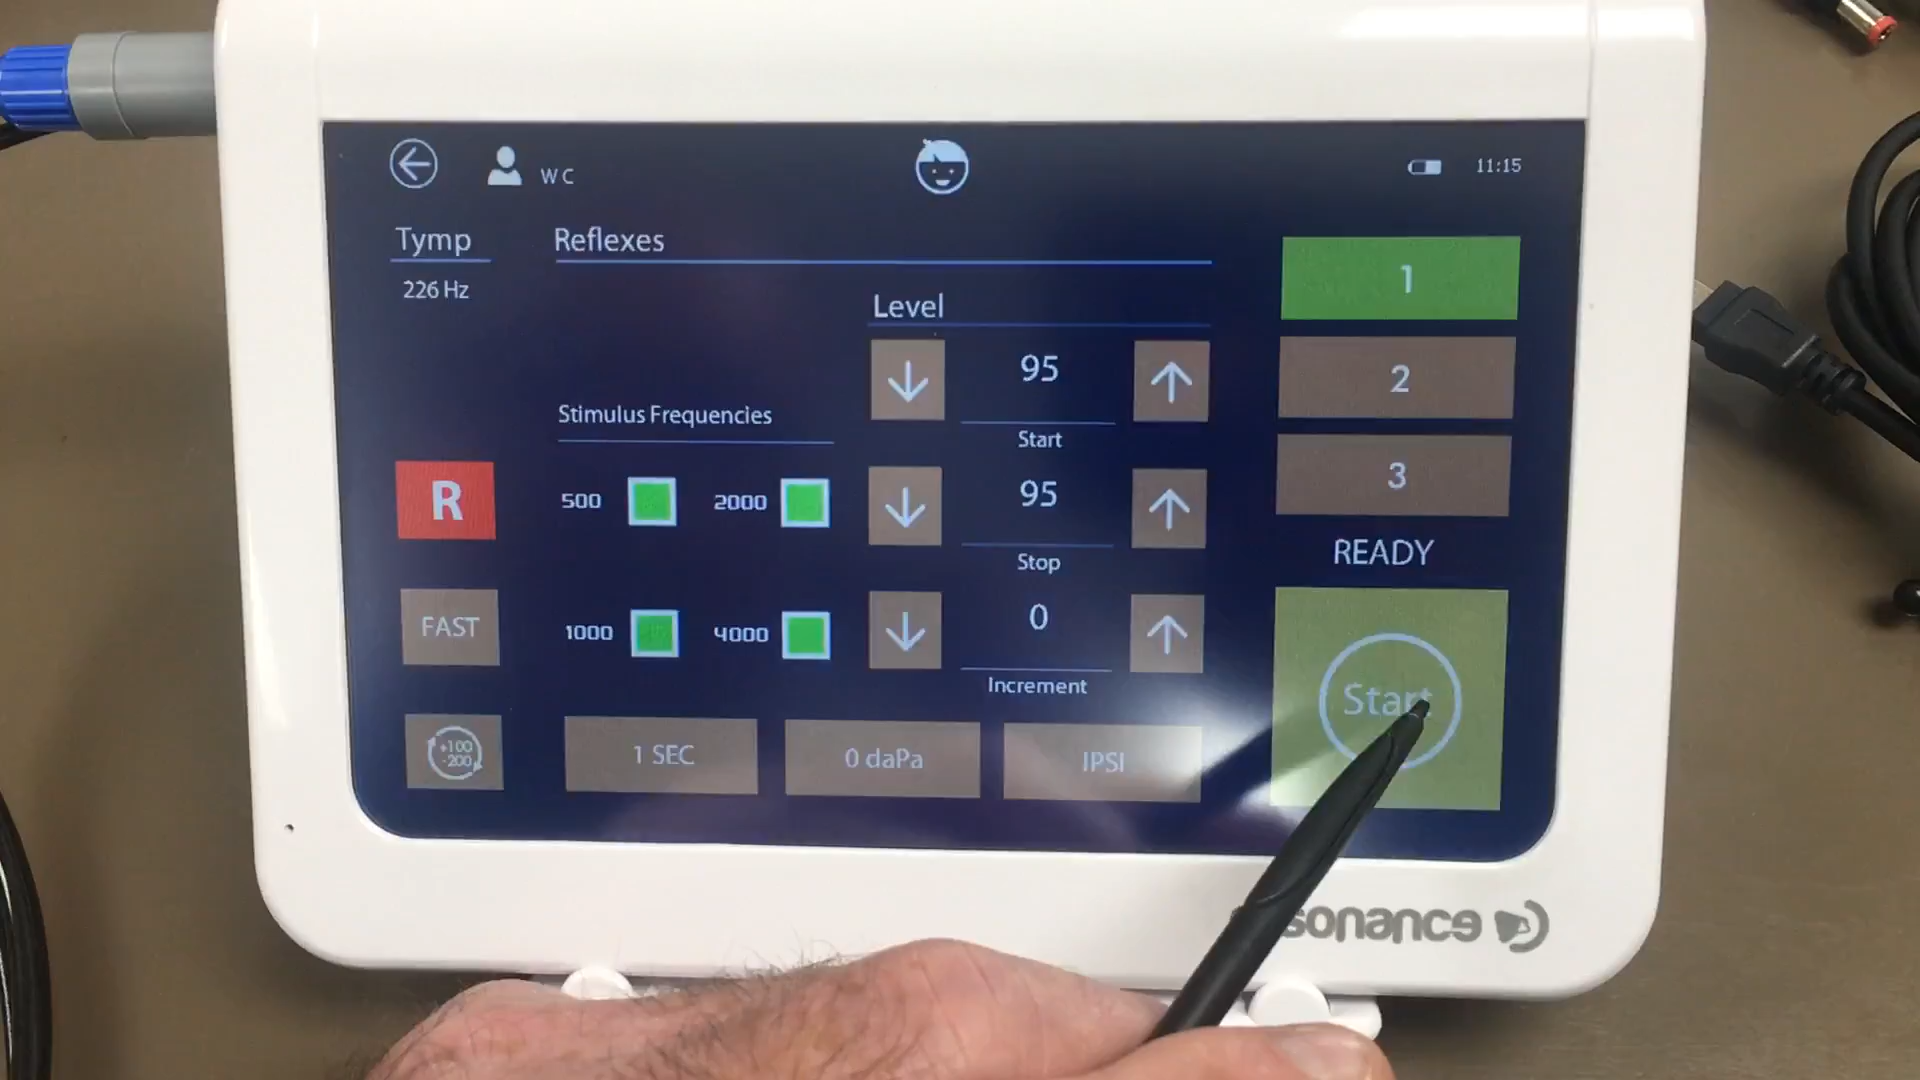 W C
11:15
Tymp
226 Hz
Reflexes
Level
95
Start
Stimulus Frequencies
500
2000
95
Stop
1000
4000
0
Increment
R
FAST
+100
-200
1 SEC
0 daPa
IPSI
1
2
3
READY
Start
sonance